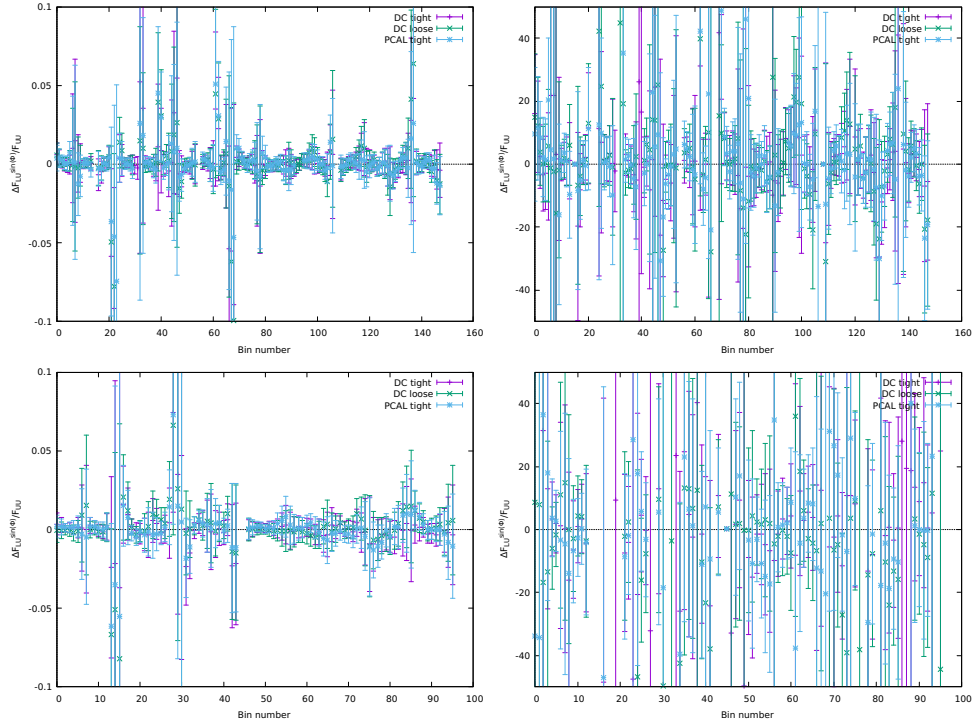 0.1
0.05
0
-0.05
-0.1
ΔF_LU^sin(Φ)/F_UU
DC tight
DC loose
PCAL tight
0 20 40 60 80 100 120 140 160
Bin number
40
20
0
-20
-40
ΔF_LU^sin(Φ)/F_UU
DC tight
DC loose
PCAL tight
0 20 40 60 80 100 120 140 160
Bin number
0.1
0.05
0
-0.05
-0.1
ΔF_LU^sin(Φ)/F_UU
DC tight
DC loose
PCAL tight
0 10 20 30 40 50 60 70 80 90 100
Bin number
40
20
0
-20
-40
ΔF_LU^sin(Φ)/F_UU
DC tight
DC loose
PCAL tight
0 10 20 30 40 50 60 70 80 90 100
Bin number